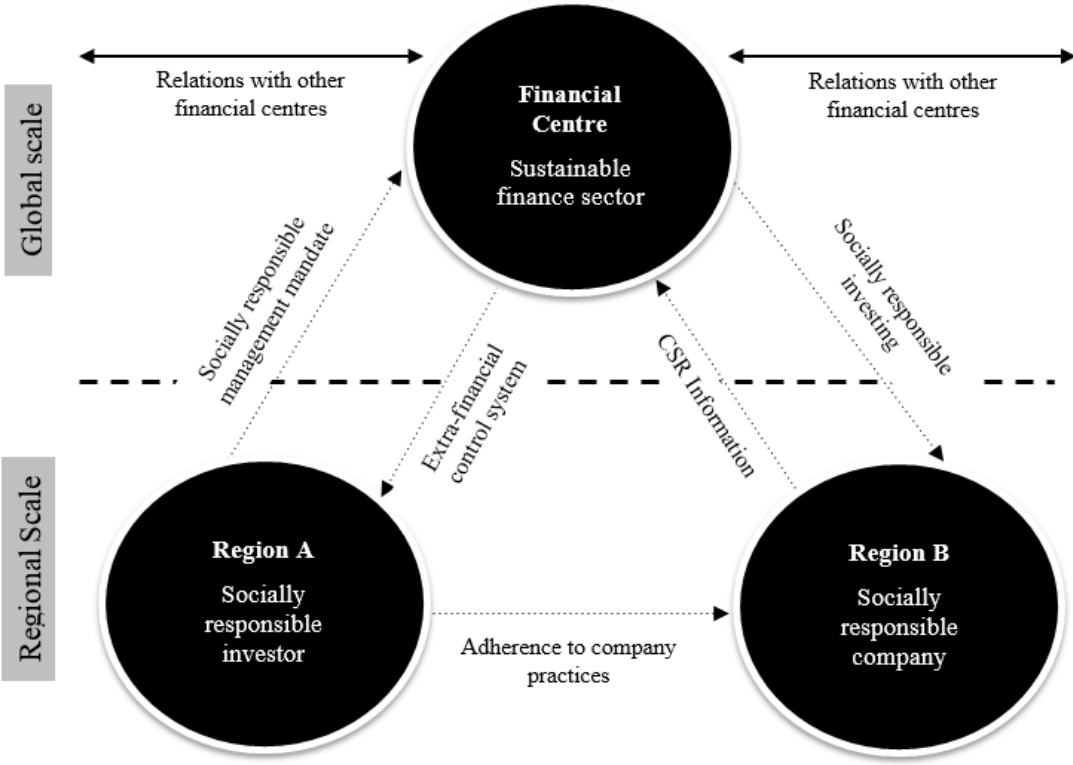 Relations with other
financial centres
Financial
Centre
Sustainable
finance sector
Relations with other
financial centres
Global scale
Socially responsible
management mandate
Extra-financial
control system
CSR Information
Socially responsible
investing
Regional Scale
Region A
Socially
responsible
investor
Adherence to company
practices
Region B
Socially
responsible
company